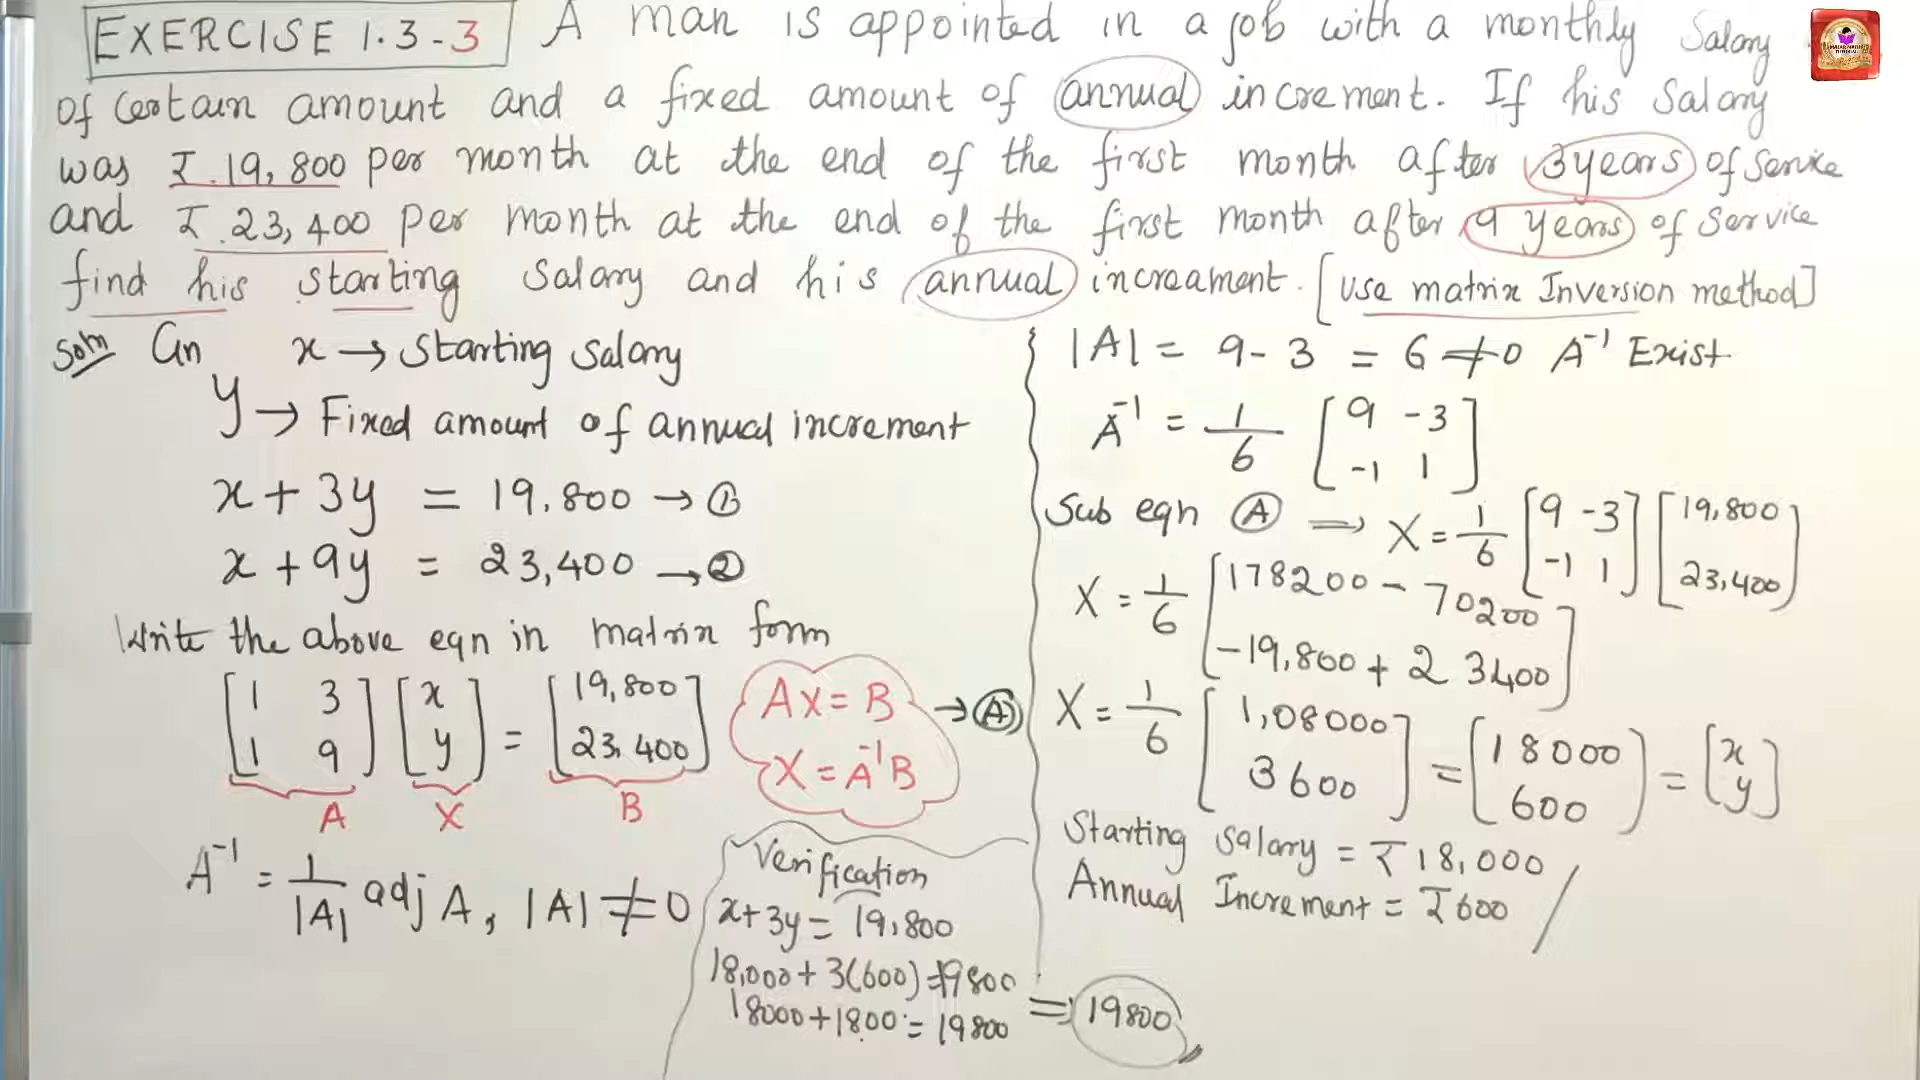 EXERCISE 1.3-3 A man is appointed in a job with a monthly Salary
of certain amount and a fixed amount of annual increment. If his Salary
was ₹.19,800 per month at the end of the first month after 3years of Service
and ₹.23,400 per month at the end of the first month after 9 years of Service
find his starting salary and his annual increament. [Use matrix Inversion method]
Soln Gn x → Starting Salary
y → Fixed amount of annual increment
x + 3y = 19,800 → ①
x + 9y = 23,400 → ②
Write the above eqn in matrix form
[1 3] [x] = [19,800]
[1 9] [y] [23,400]
A X B
AX = B → Ⓐ
X = A⁻¹B
A⁻¹ = 1/|A| adj A, |A| ≠ 0
Verification
x+3y = 19,800
18,000 + 3(600) = 19800
18000 + 1800 = 19800 ⇒ 19800
|A| = 9 - 3 = 6 ≠ 0 A⁻¹ Exist
A⁻¹ = 1/6 [9 -3]
[-1 1]
Sub eqn Ⓐ ⇒ X = 1/6 [9 -3] [19,800]
[-1 1] [23,400]
X = 1/6 [178200 - 70200]
[-19,800 + 23400]
X = 1/6 [1,08000] = [18000] = [x]
[3600] [600] [y]
Starting Salary = ₹18,000
Annual Increment = ₹600 /